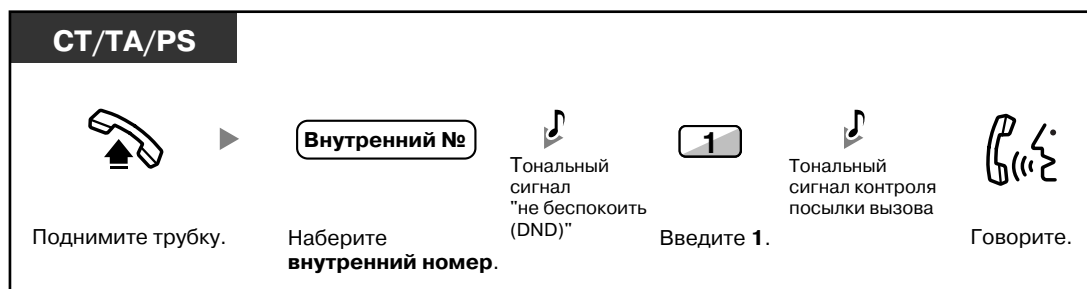 CT/TA/PS
Внутренний №
1
Тональный
сигнал
"не беспокоить
(DND)"
Тональный
сигнал контроля
посылки вызова
Поднимите трубку.
Наберите
внутренний номер.
Введите 1.
Говорите.